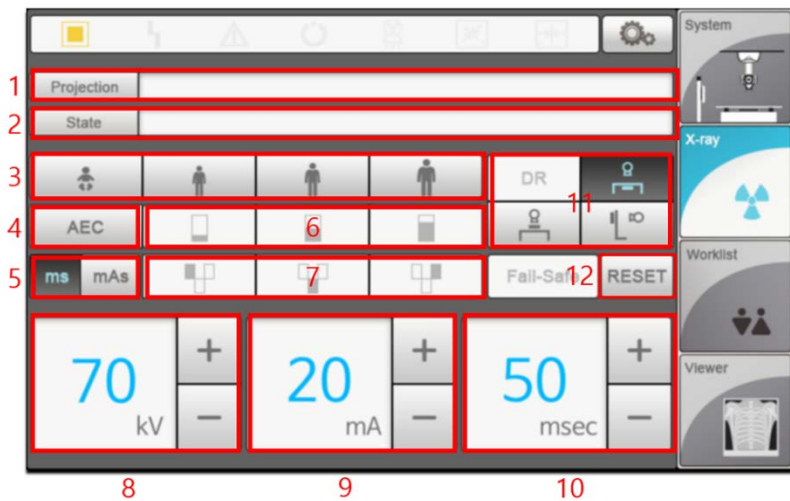 System
1 Projection
2 State
X-ray
3
DR
11
4 AEC
6
5 ms mAs
7
Fail-Safe
12
RESET
Worklist
70
kV
+
−
20
mA
+
−
50
msec
+
−
Viewer
8
9
10